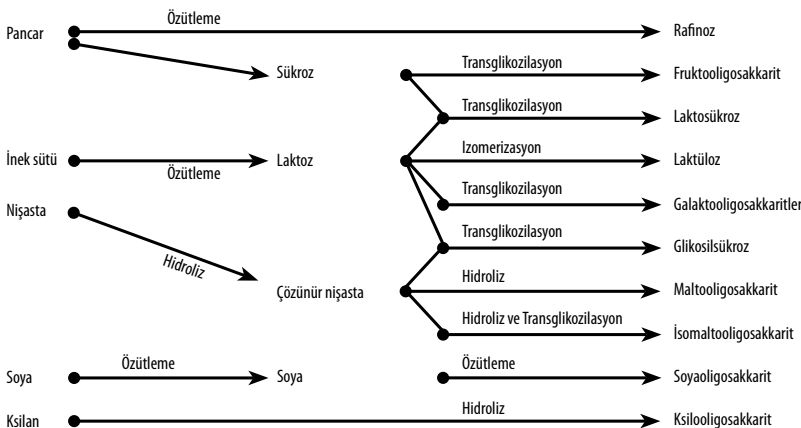 Pancar Özütleme Rafinoz
Sükroz Transglikozilasyon Fruktooligosakkarit
Transglikozilasyon Laktosükroz
İnek sütü Özütleme Laktoz Izomerizasyon Laktüloz
Nişasta Transglikozilasyon Galaktooligosakkaritler
Transglikozilasyon Glikosilsükroz
Hidroliz Çözünür nişasta Hidroliz Maltooligosakkarit
Hidroliz ve Transglikozilasyon İsomaltooligosakkarit
Soya Özütleme Soya Özütleme Soyaoligosakkarit
Ksilan Hidroliz Ksilooligosakkarit